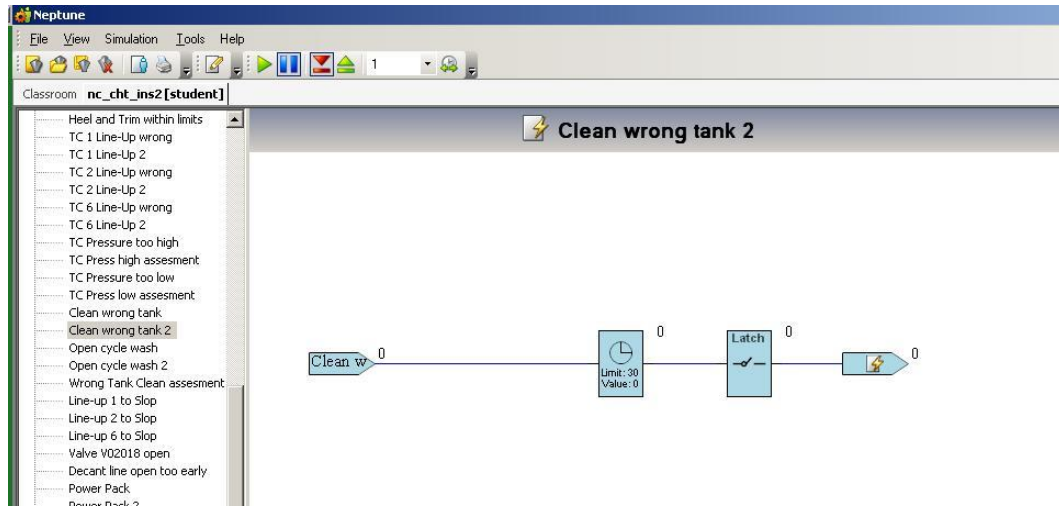 Neptune
File View Simulation Tools Help
1
Classroom nc_cht_ins2[student]
Heel and Trim within limits
TC 1 Line-Up wrong
TC 1 Line-Up 2
TC 2 Line-Up wrong
TC 2 Line-Up 2
TC 6 Line-Up wrong
TC 6 Line-Up 2
TC Pressure too high
TC Press high assesment
TC Pressure too low
TC Press low assesment
Clean wrong tank
Clean wrong tank 2
Open cycle wash
Open cycle wash 2
Wrong Tank Clean assesment
Line-up 1 to Slop
Line-up 2 to Slop
Line-up 6 to Slop
Valve V02018 open
Decant line open too early
Power Pack
Power Pack 2
Clean wrong tank 2
Clean w 0
Limit: 30
Value: 0
0
Latch
0
0